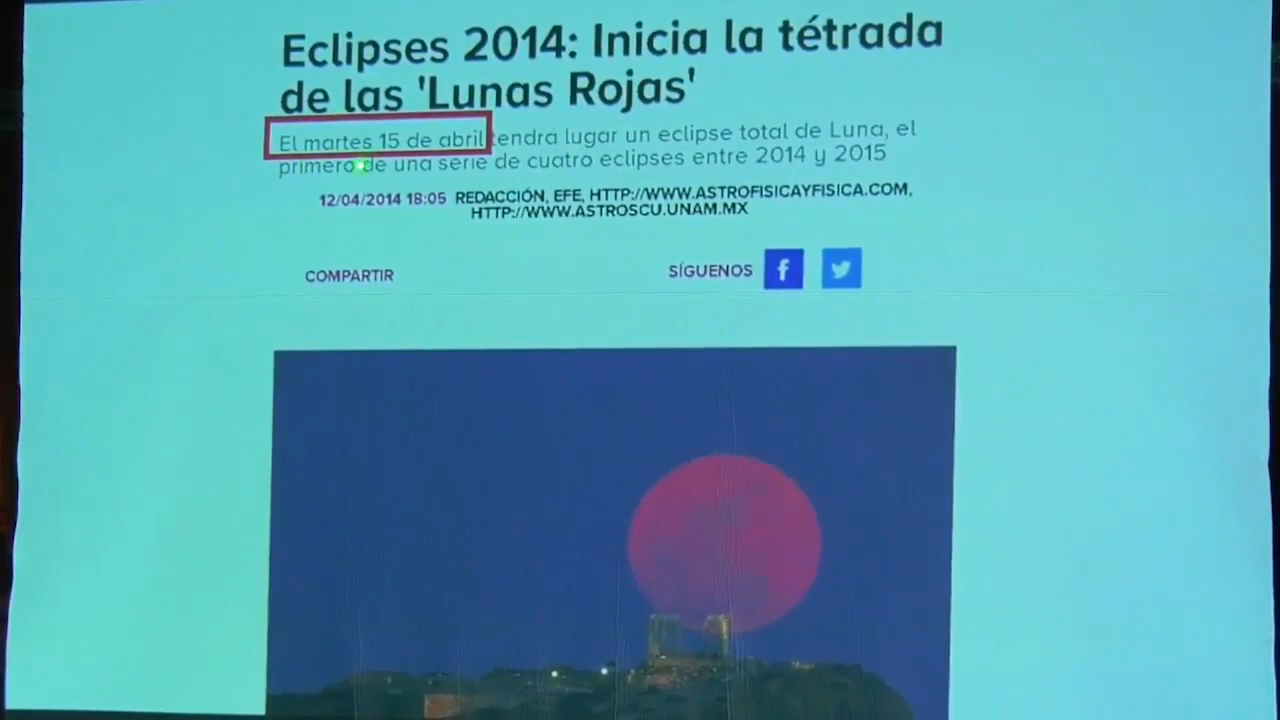 Eclipses 2014: Inicia la tétrada
de las 'Lunas Rojas'
El martes 15 de abril tendrá lugar un eclipse total de Luna, el
primero de una serie de cuatro eclipses entre 2014 y 2015
12/04/2014 18:05 REDACCIÓN, EFE, HTTP://WWW.ASTROFISICAYFISICA.COM,
HTTP://WWW.ASTROSCU.UNAM.MX
COMPARTIR
SÍGUENOS